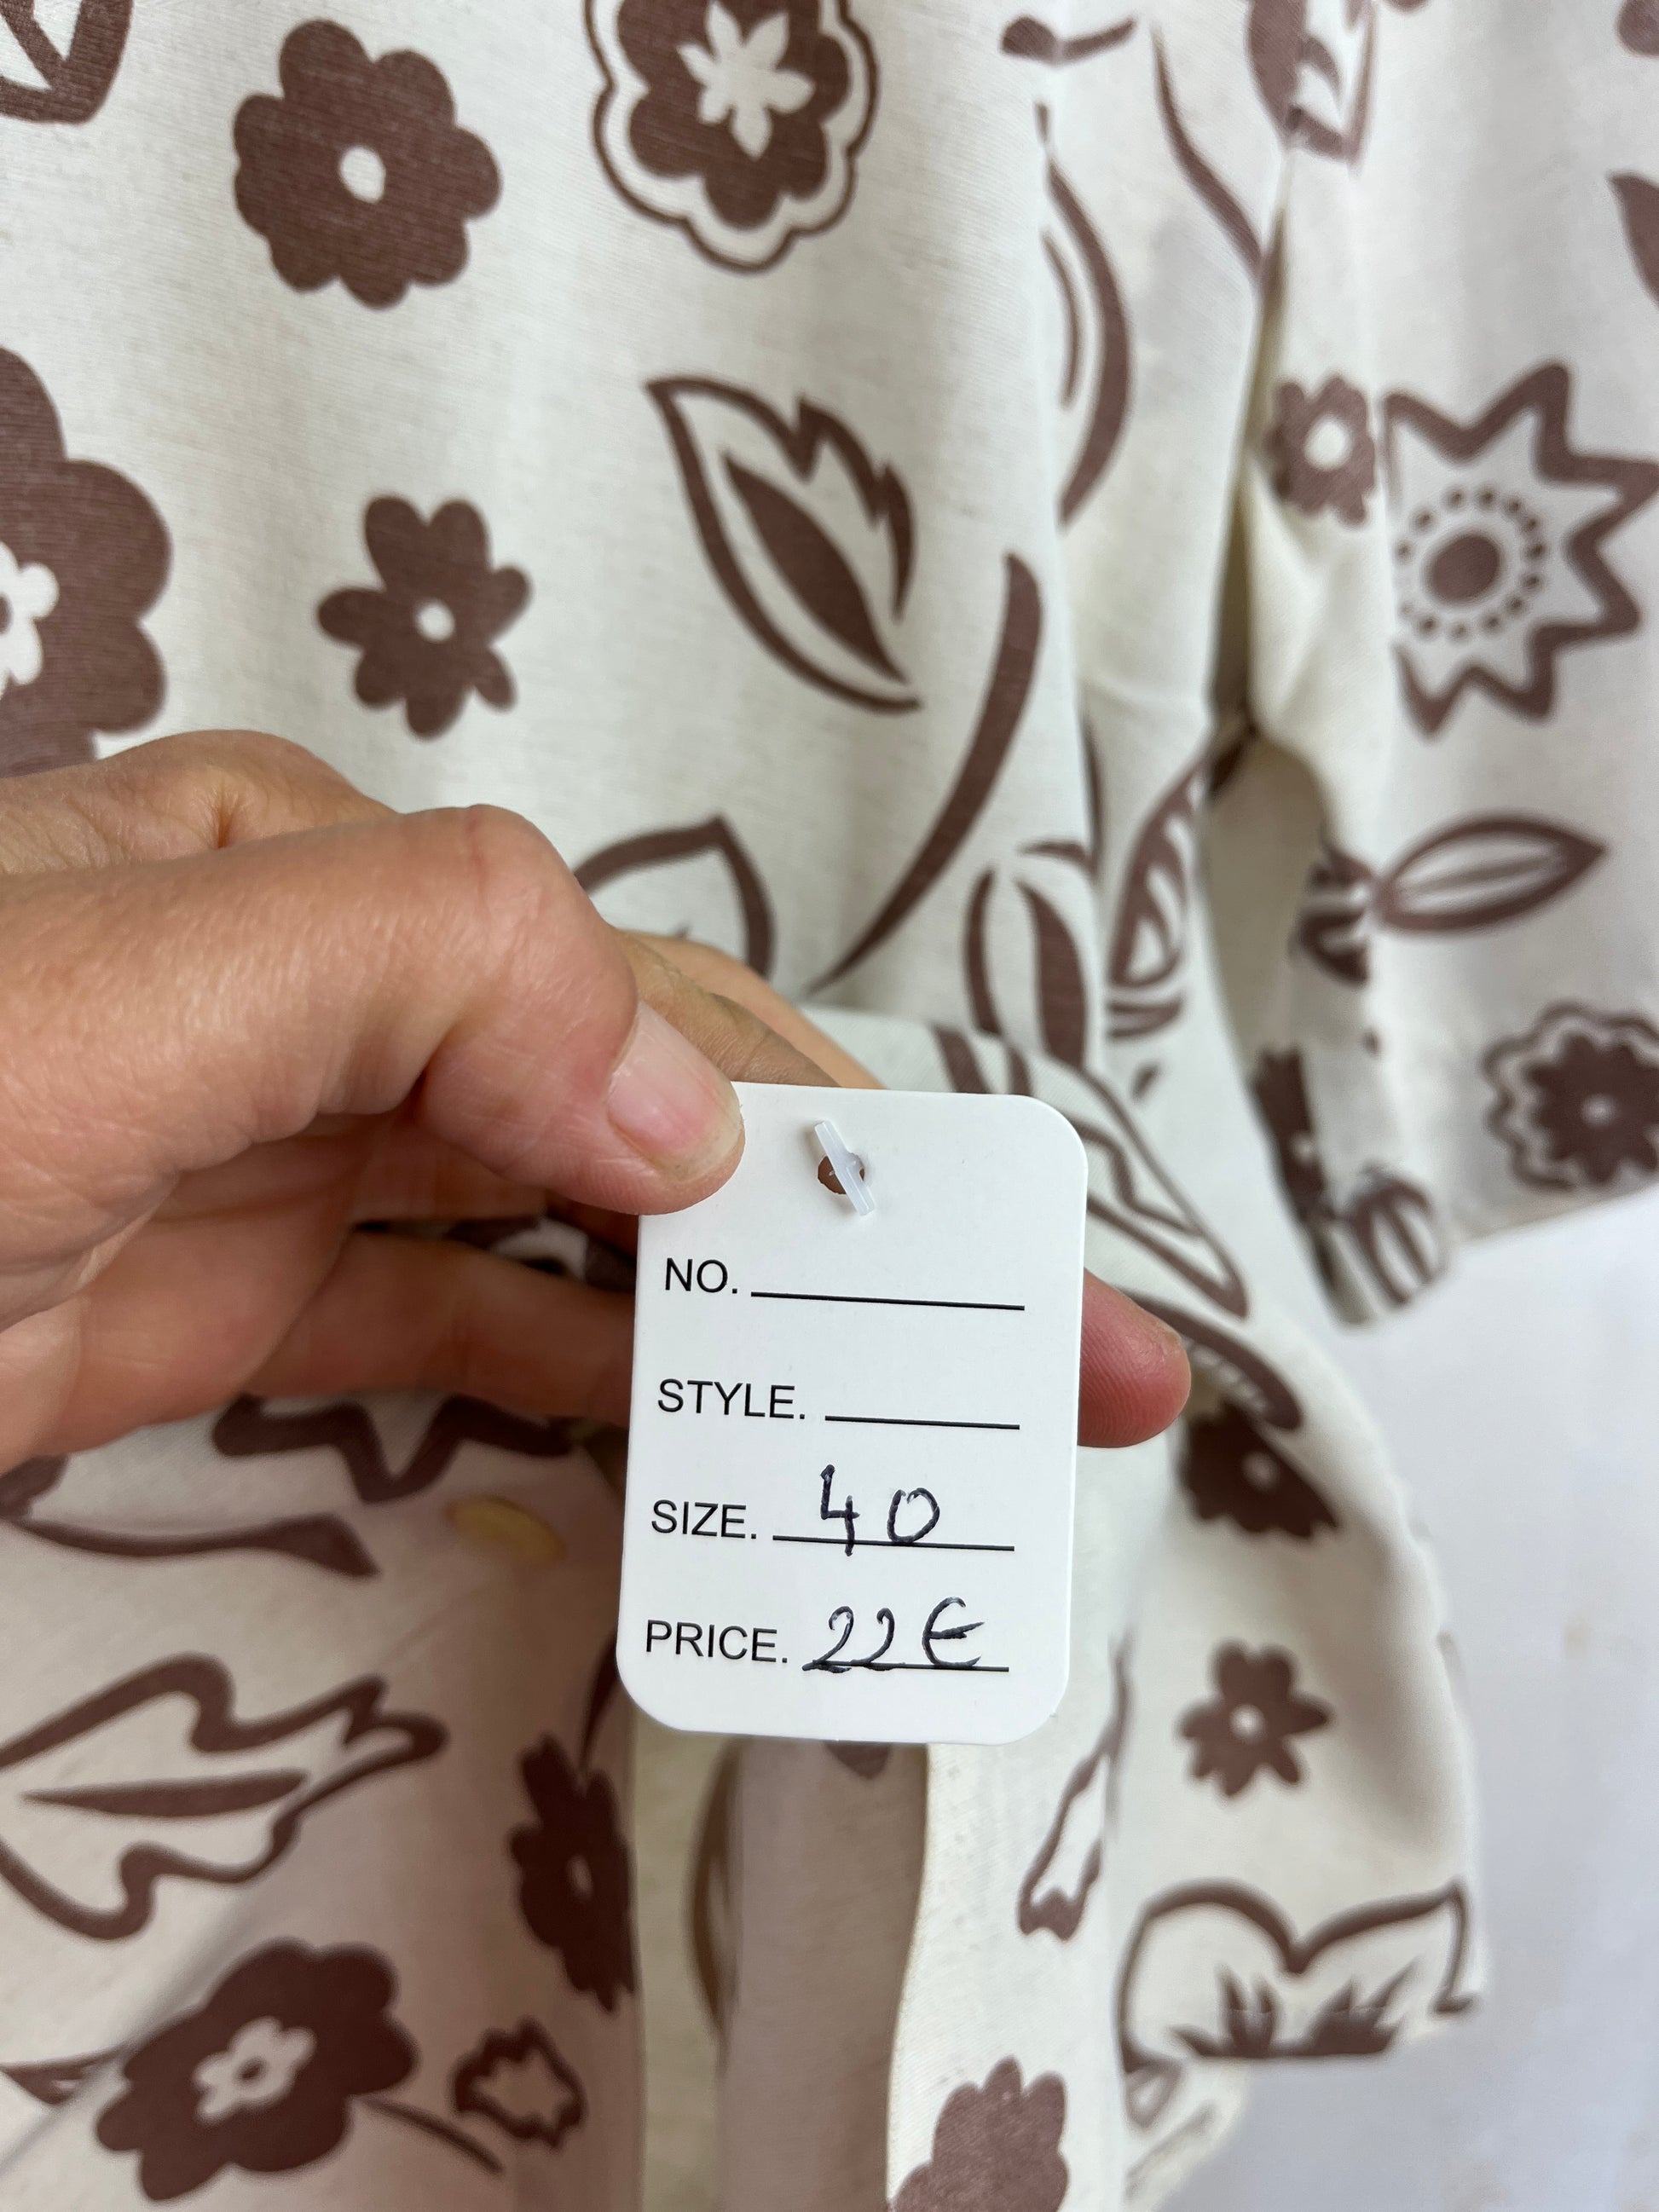 NO.
STYLE.
SIZE. 40
PRICE. 22€